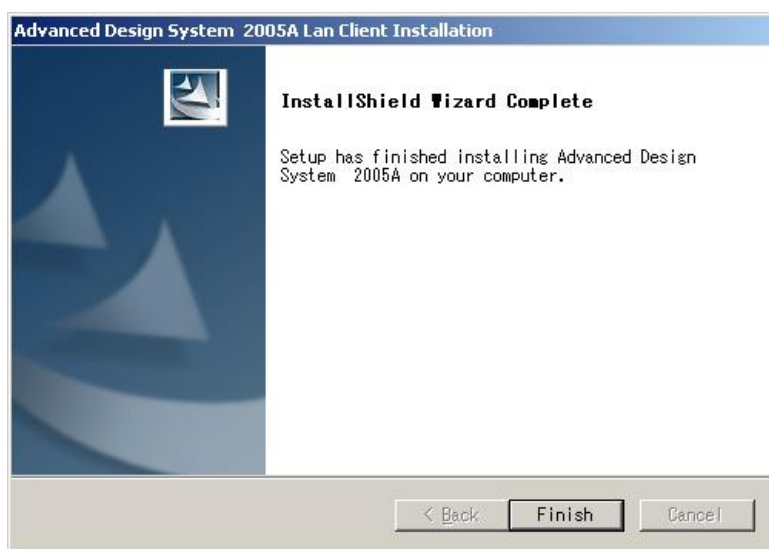 Advanced Design System 2005A Lan Client Installation
InstallShield Wizard Complete
Setup has finished installing Advanced Design
System 2005A on your computer.
< Back
Finish
Cancel